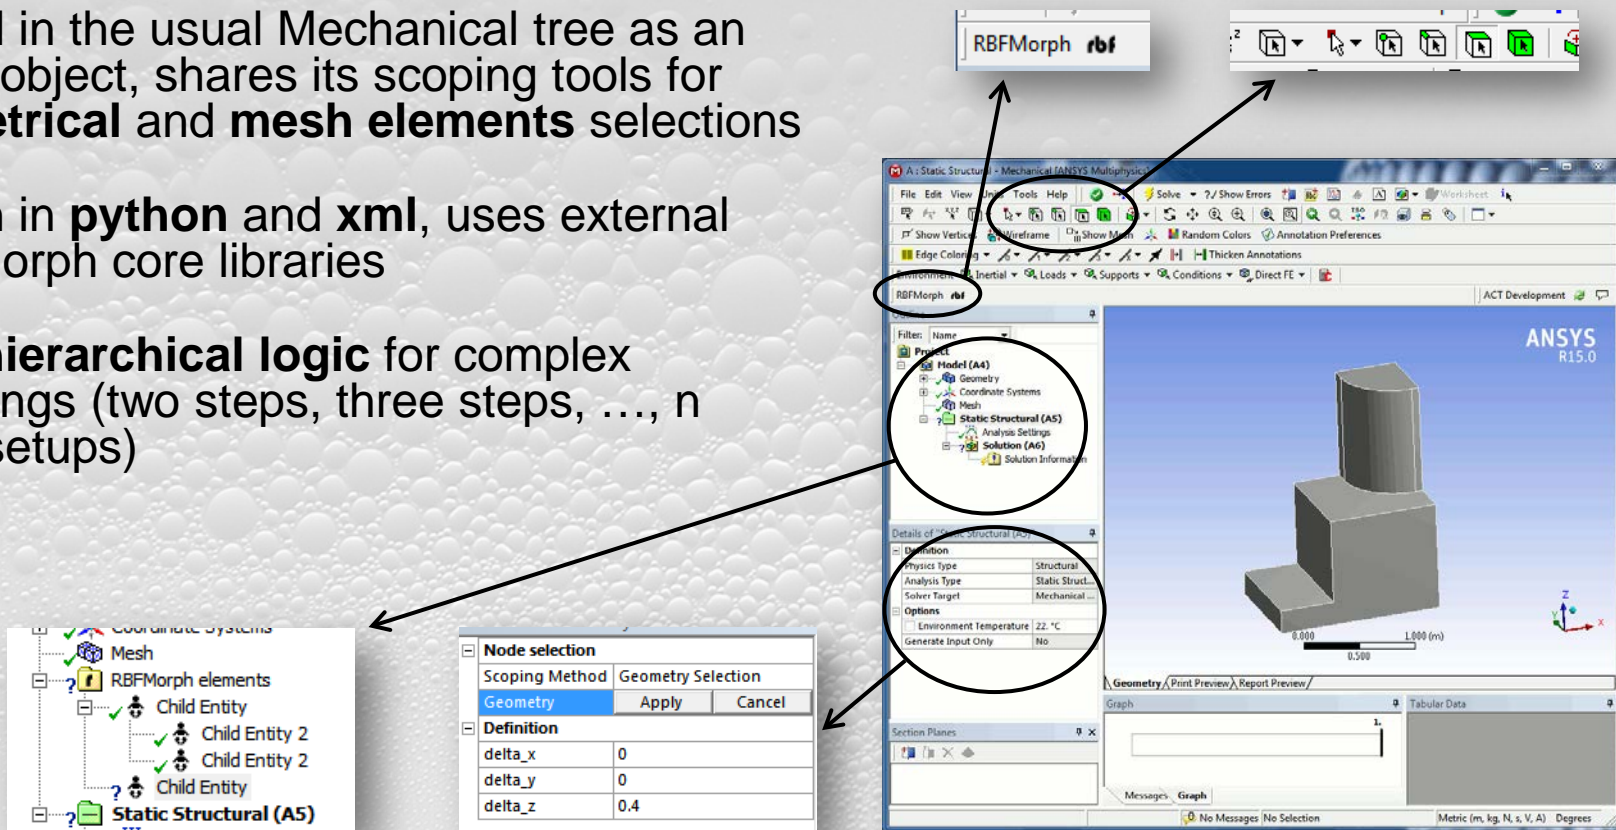 in the usual Mechanical tree as an
object, shares its scoping tools for
and mesh elements selections
in python and xml, uses external
core libraries
logic for complex
(two steps, three steps, …, n
setups)
RBFMorph rbf
A : Static Structural - Mechanical [ANSYS Multiphysics]
File Edit View Units Tools Help Solve ?/ Show Errors Worksheet
Show Vertices Wireframe Show Mesh Random Colors Annotation Preferences
Edge Coloring Thicken Annotations
Environment Inertial Loads Supports Conditions Direct FE
RBFMorph rbf ACT Development
Outline
Filter: Name
Project
Model (A4)
Geometry
Coordinate Systems
Mesh
Static Structural (A5)
Analysis Settings
Solution (A6)
Solution Information
ANSYS
R15.0
Z
Y
X
0.000 1.000 (m)
0.500
Details of "Static Structural (A5)"
Definition
Physics Type Structural
Analysis Type Static Struct...
Solver Target Mechanical ...
Options
Environment Temperature 22. °C
Generate Input Only No
Geometry Print Preview Report Preview
Graph Tabular Data
1.
Section Planes
Messages Graph
No Messages No Selection Metric (m, kg, N, s, V, A) Degrees
Coordinate Systems
Mesh
RBFMorph elements
Child Entity
Child Entity 2
Child Entity 2
Child Entity
Static Structural (A5)
Node selection
Scoping Method Geometry Selection
Geometry Apply Cancel
Definition
delta_x 0
delta_y 0
delta_z 0.4